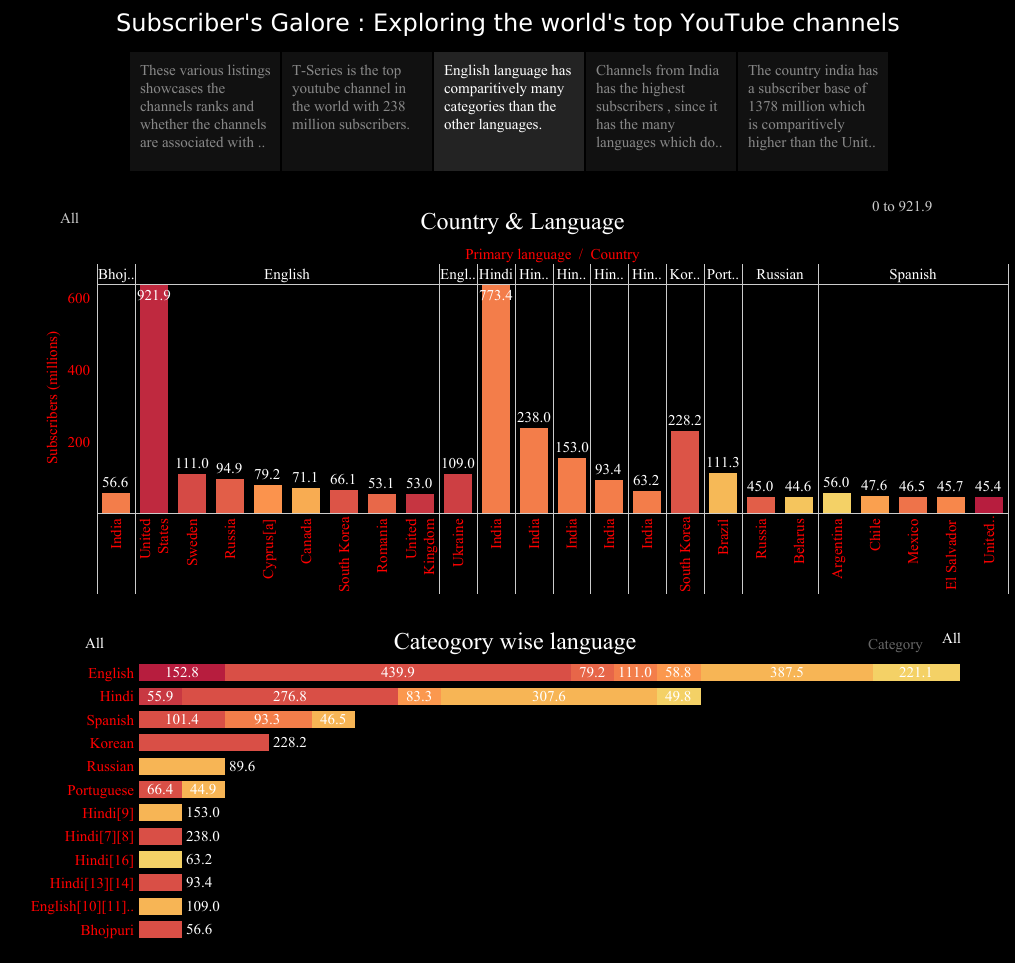 Subscriber's Galore : Exploring the world's top YouTube channels
These various listings
showcases the
channels ranks and
whether the channels
are associated with ..
T-Series is the top
youtube channel in
the world with 238
million subscribers.
English language has
comparitively many
categories than the
other languages.
Channels from India
has the highest
subscribers , since it
has the many
languages which do..
The country india has
a subscriber base of
1378 million which
is comparitively
higher than the Unit..
All
0 to 921.9
Country & Language
Primary language / Country
Bhoj.. English Engl.. Hindi Hin.. Hin.. Hin.. Hin.. Kor.. Port.. Russian Spanish
Subscribers (millions)
600
400
200
56.6 921.9 111.0 94.9 79.2 71.1 66.1 53.1 53.0 109.0 773.4 238.0 153.0 93.4 63.2 228.2 111.3 45.0 44.6 56.0 47.6 46.5 45.7 45.4
India
United
States
Sweden
Russia
Cyprus[a]
Canada
South Korea
Romania
United
Kingdom
Ukraine
India
India
India
India
India
South Korea
Brazil
Russia
Belarus
Argentina
Chile
Mexico
El Salvador
United..
All
Cateogory wise language
Category
All
English 152.8 439.9 79.2 111.0 58.8 387.5 221.1
Hindi 55.9 276.8 83.3 307.6 49.8
Spanish 101.4 93.3 46.5
Korean 228.2
Russian 89.6
Portuguese 66.4 44.9
Hindi[9] 153.0
Hindi[7][8] 238.0
Hindi[16] 63.2
Hindi[13][14] 93.4
English[10][11].. 109.0
Bhojpuri 56.6